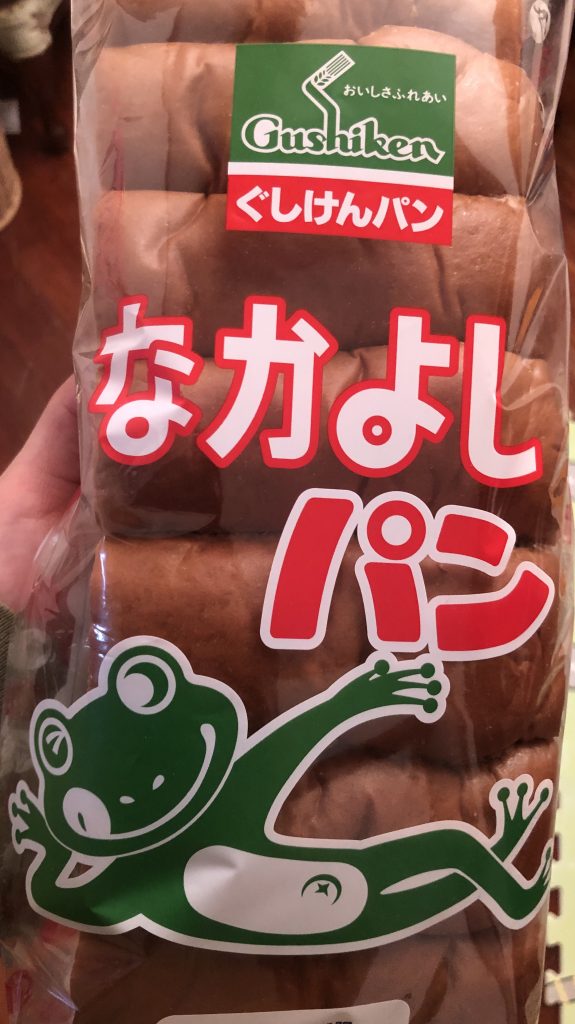 おいしさふれあい
Gushiken
ぐしけんパン
なかよし
パン